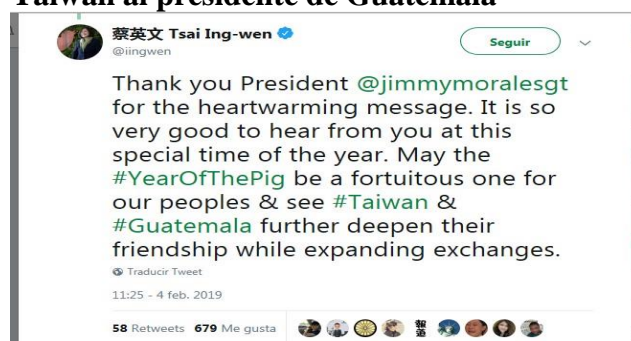 Taiwán al presidente de Guatemala
蔡英文 Tsai Ing-wen
@iingwen
Seguir
Thank you President @jimmymoralesgt
for the heartwarming message. It is so
very good to hear from you at this
special time of the year. May the
#YearOfThePig be a fortuitous one for
our peoples & see #Taiwan &
#Guatemala further deepen their
friendship while expanding exchanges.
Traducir Tweet
11:25 - 4 feb. 2019
58 Retweets 679 Me gusta